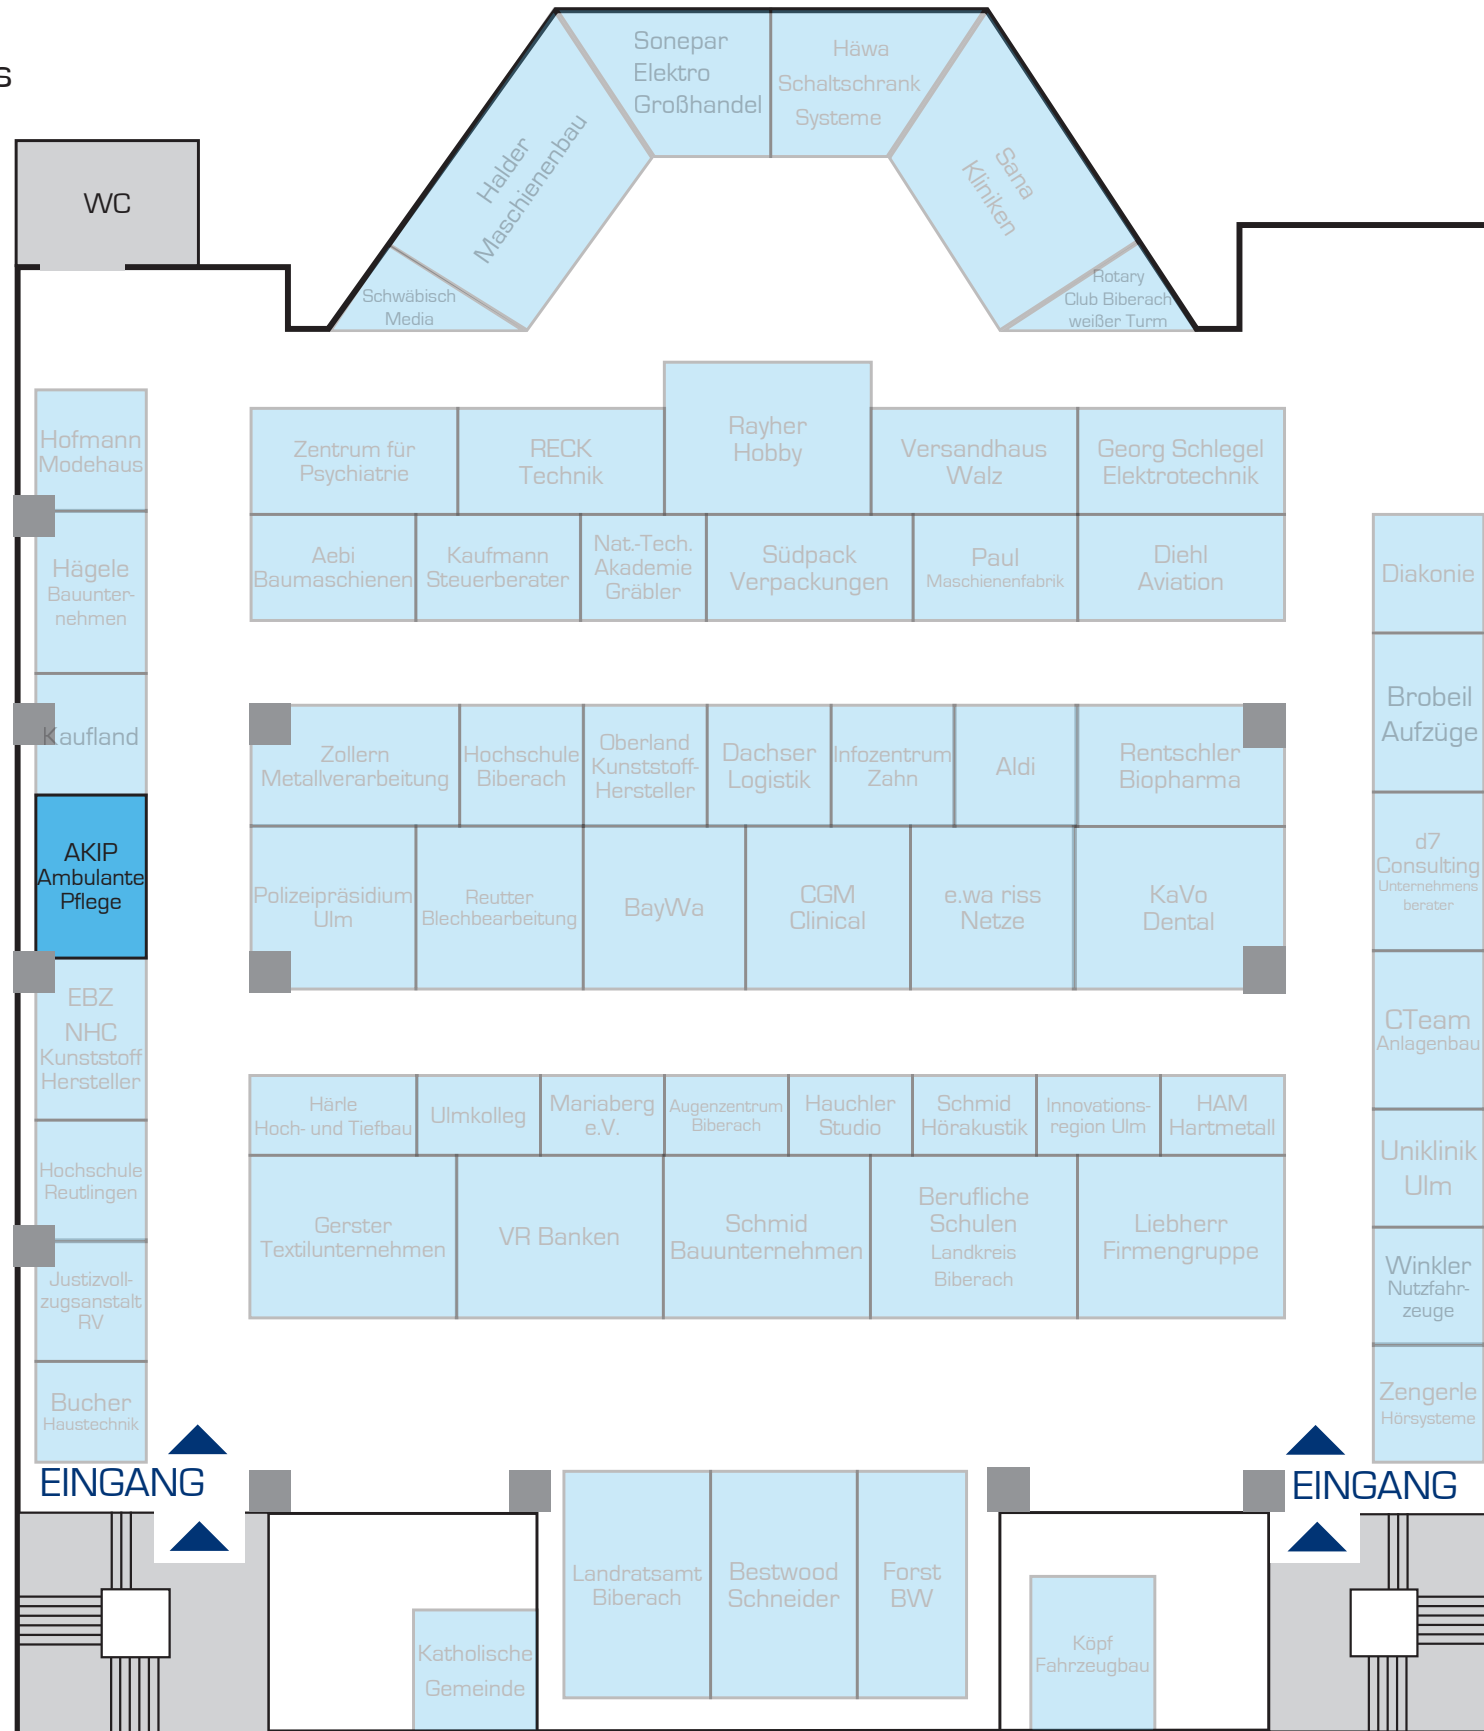 s
Sonepar
Elektro
Großhandel
Häwa
Schaltschrank
Systeme
Halder
Maschienenbau
Sana
Kliniken
WC
Schwäbisch
Media
Rotary
Club Biberach
weißer Turm
Hofmann
Modehaus
Hägele
Bauunter-
nehmen
Kaufland
AKIP
Ambulante
Pflege
EBZ
NHC
Kunststoff
Hersteller
Hochschule
Reutlingen
Justizvoll-
zugsanstalt
RV
Bucher
Haustechnik
Zentrum für
Psychiatrie
RECK
Technik
Rayher
Hobby
Versandhaus
Walz
Georg Schlegel
Elektrotechnik
Aebi
Baumaschienen
Kaufmann
Steuerberater
Nat.-Tech.
Akademie
Gräbler
Südpack
Verpackungen
Paul
Maschienenfabrik
Diehl
Aviation
Zollern
Metallverarbeitung
Hochschule
Biberach
Oberland
Kunststoff-
Hersteller
Dachser
Logistik
Infozentrum
Zahn
Aldi
Rentschler
Biopharma
Polizeipräsidium
Ulm
Reutter
Blechbearbeitung
BayWa
CGM
Clinical
e.wa riss
Netze
KaVo
Dental
Härle
Hoch- und Tiefbau
Ulmkolleg
Mariaberg
e.V.
Augenzentrum
Biberach
Hauchler
Studio
Schmid
Hörakustik
Innovations-
region Ulm
HAM
Hartmetall
Gerster
Textilunternehmen
VR Banken
Schmid
Bauunternehmen
Berufliche
Schulen
Landkreis
Biberach
Liebherr
Firmengruppe
Diakonie
Brobeil
Aufzüge
d7
Consulting
Unternehmens
berater
CTeam
Anlagenbau
Uniklinik
Ulm
Winkler
Nutzfahr-
zeuge
Zengerle
Hörsysteme
EINGANG
EINGANG
Landratsamt
Biberach
Bestwood
Schneider
Forst
BW
Katholische
Gemeinde
Köpf
Fahrzeugbau